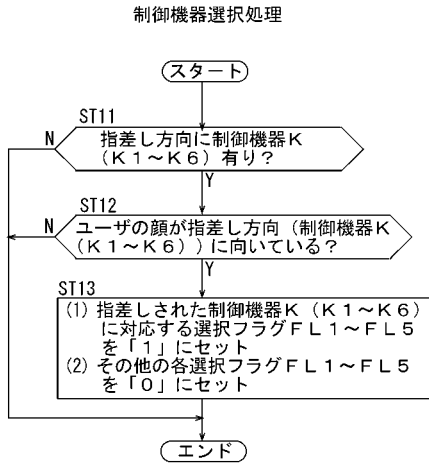 制御機器選択処理
スタート
ST11
指差し方向に制御機器K
(K1~K6)有り?
N
Y
ST12
ユーザの顔が指差し方向(制御機器K
(K1~K6))に向いている?
N
Y
ST13
(1) 指差しされた制御機器K(K1~K6)
に対応する選択フラグFL1~FL5
を「1」にセット
(2) その他の各選択フラグFL1~FL5
を「0」にセット
エンド